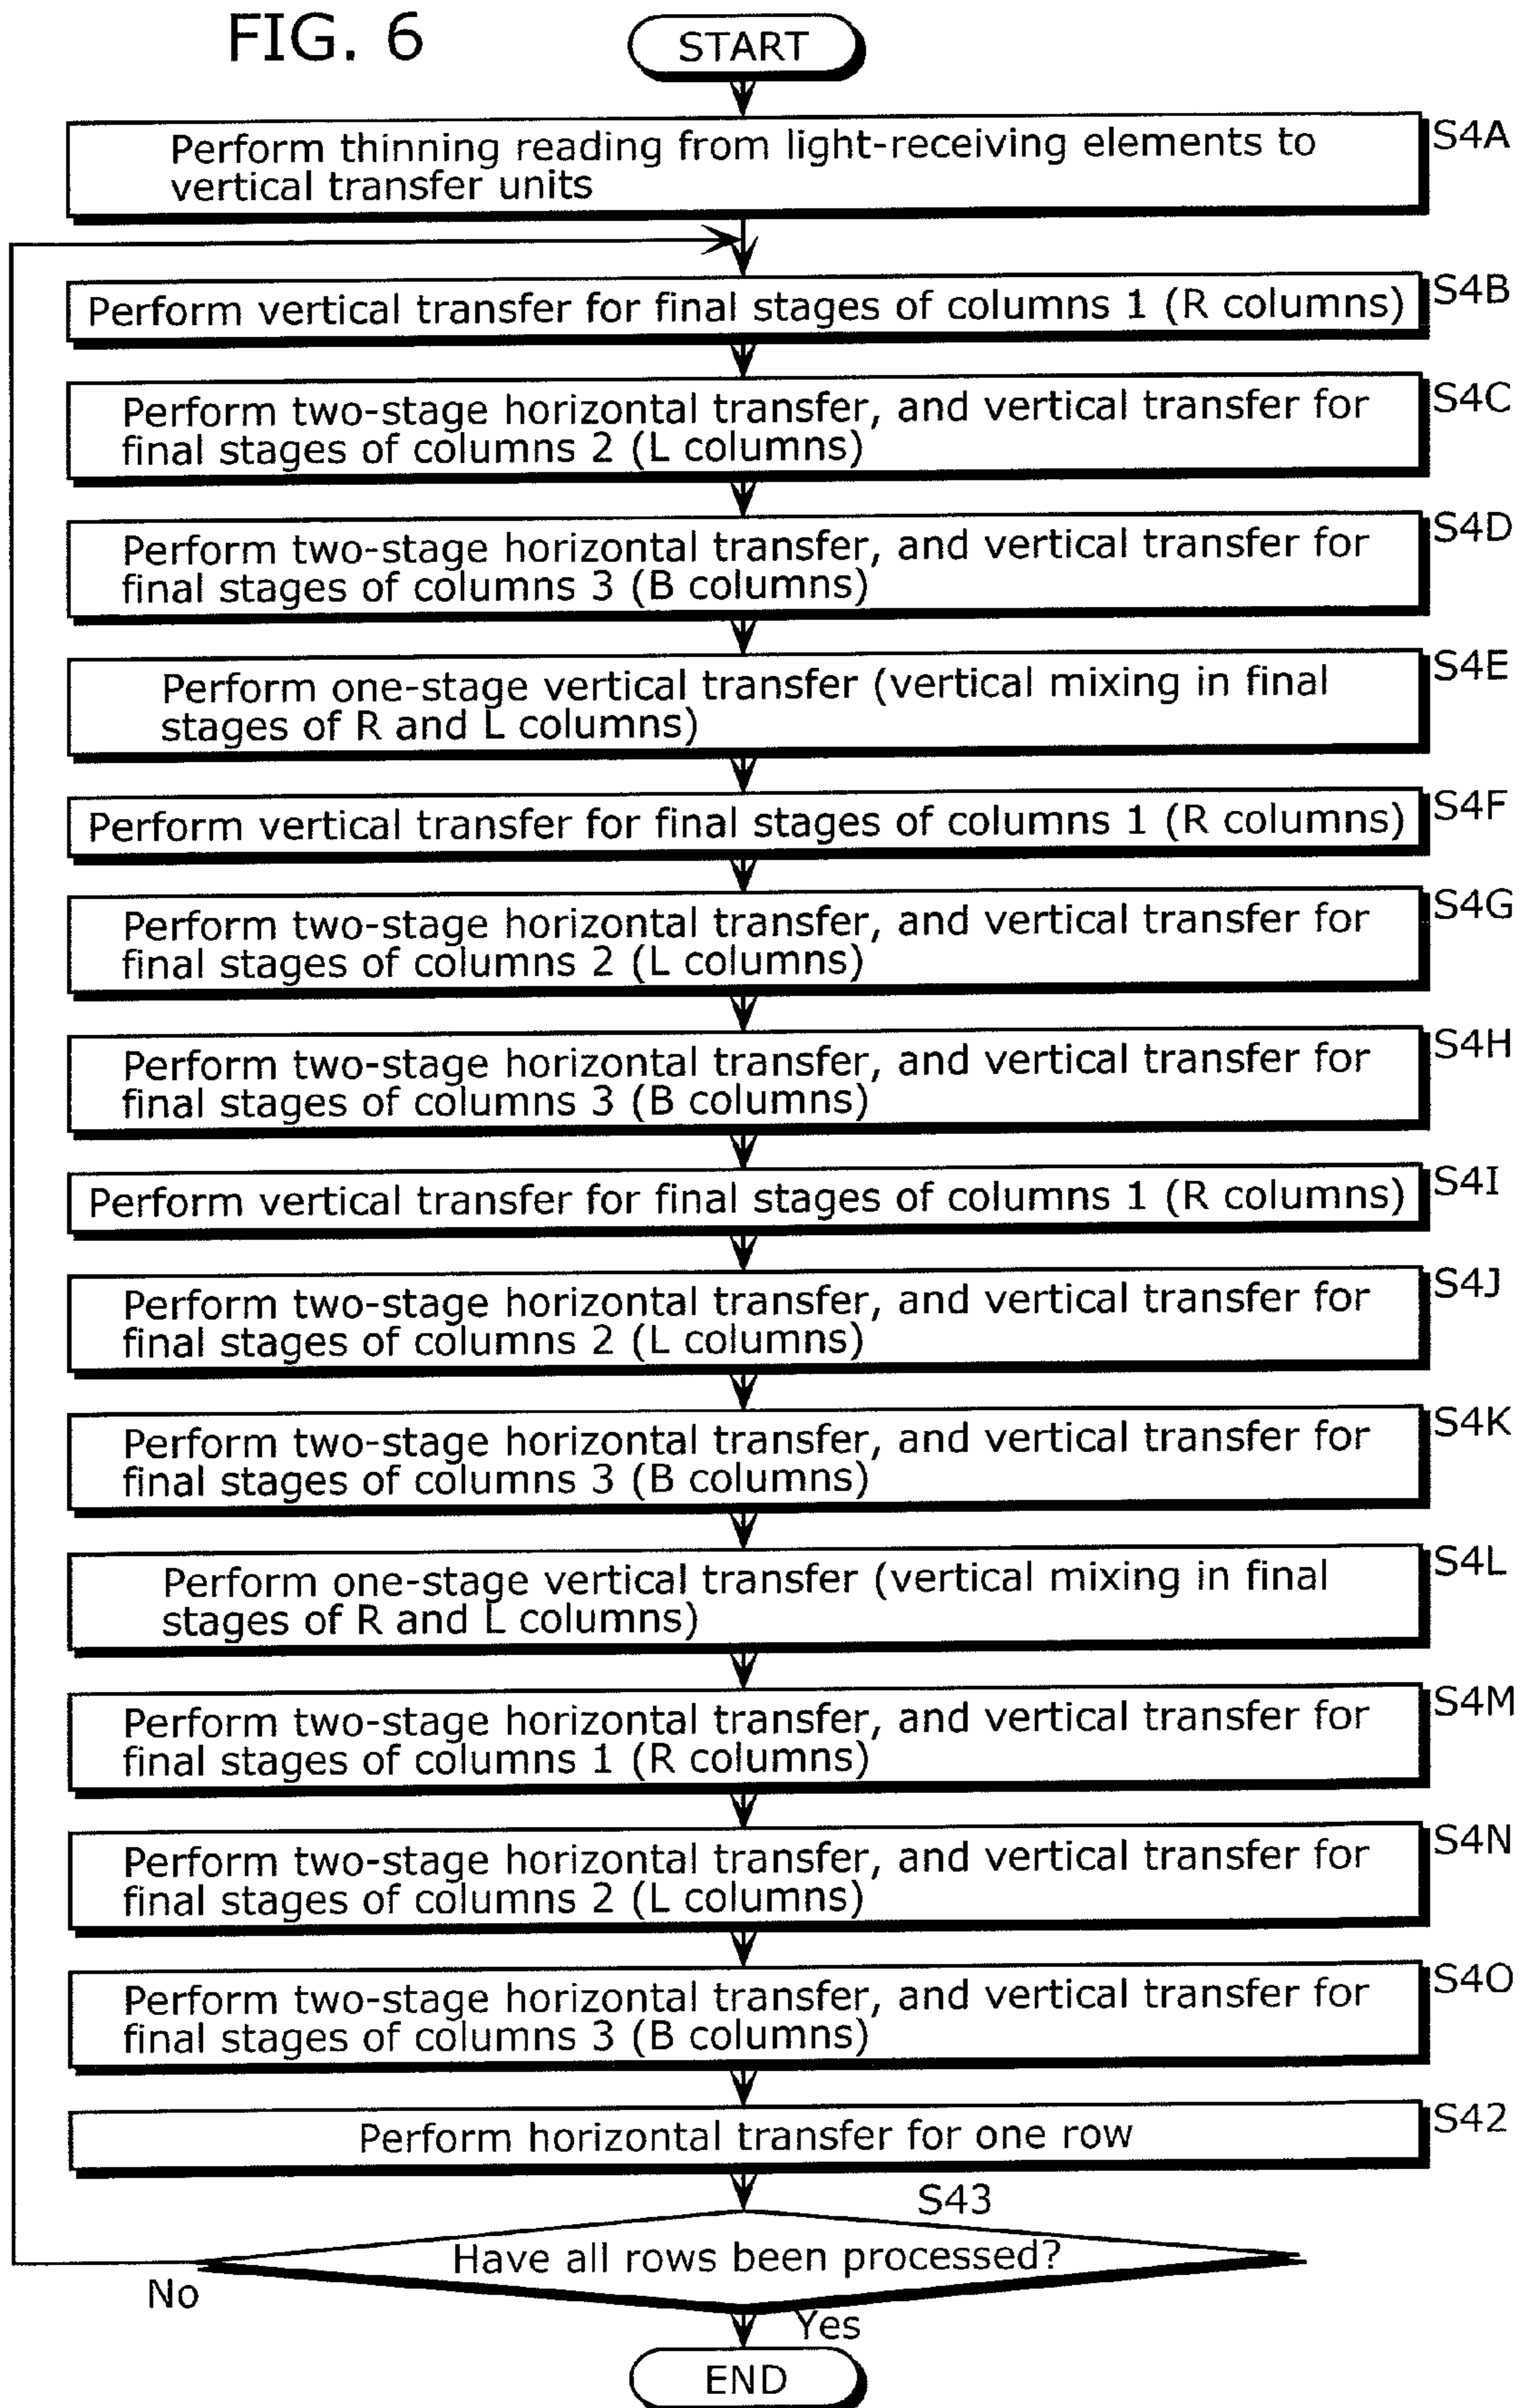 FIG. 6
START
Perform thinning reading from light-receiving elements to
vertical transfer units
S4A
Perform vertical transfer for final stages of columns 1 (R columns)
S4B
Perform two-stage horizontal transfer, and vertical transfer for
final stages of columns 2 (L columns)
S4C
Perform two-stage horizontal transfer, and vertical transfer for
final stages of columns 3 (B columns)
S4D
Perform one-stage vertical transfer (vertical mixing in final
stages of R and L columns)
S4E
Perform vertical transfer for final stages of columns 1 (R columns)
S4F
Perform two-stage horizontal transfer, and vertical transfer for
final stages of columns 2 (L columns)
S4G
Perform two-stage horizontal transfer, and vertical transfer for
final stages of columns 3 (B columns)
S4H
Perform vertical transfer for final stages of columns 1 (R columns)
S4I
Perform two-stage horizontal transfer, and vertical transfer for
final stages of columns 2 (L columns)
S4J
Perform two-stage horizontal transfer, and vertical transfer for
final stages of columns 3 (B columns)
S4K
Perform one-stage vertical transfer (vertical mixing in final
stages of R and L columns)
S4L
Perform two-stage horizontal transfer, and vertical transfer for
final stages of columns 1 (R columns)
S4M
Perform two-stage horizontal transfer, and vertical transfer for
final stages of columns 2 (L columns)
S4N
Perform two-stage horizontal transfer, and vertical transfer for
final stages of columns 3 (B columns)
S4O
Perform horizontal transfer for one row
S42
S43
Have all rows been processed?
No
Yes
END